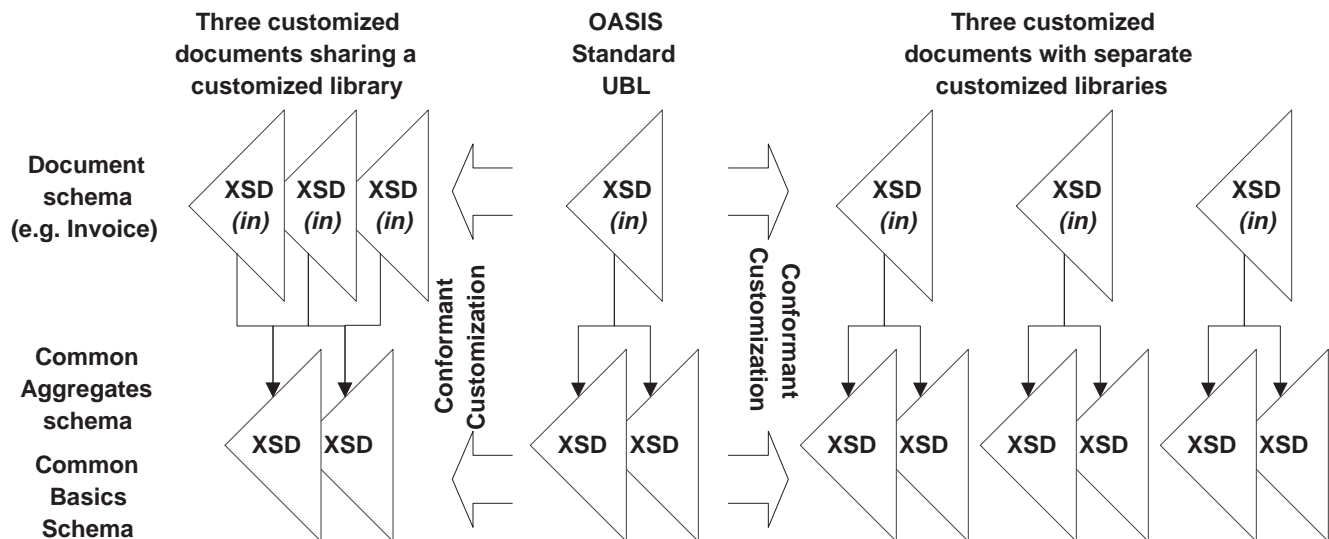 Three customized
documents sharing a
customized library
OASIS
Standard
UBL
Three customized
documents with separate
customized libraries
Document
schema
(e.g. Invoice)
XSD
(in)
XSD
(in)
XSD
(in)
XSD
(in)
XSD
(in)
XSD
(in)
XSD
(in)
Conformant
Customization
Conformant
Customization
Common
Aggregates
schema
Common
Basics
Schema
XSD
XSD
XSD
XSD
XSD
XSD
XSD
XSD
XSD
XSD